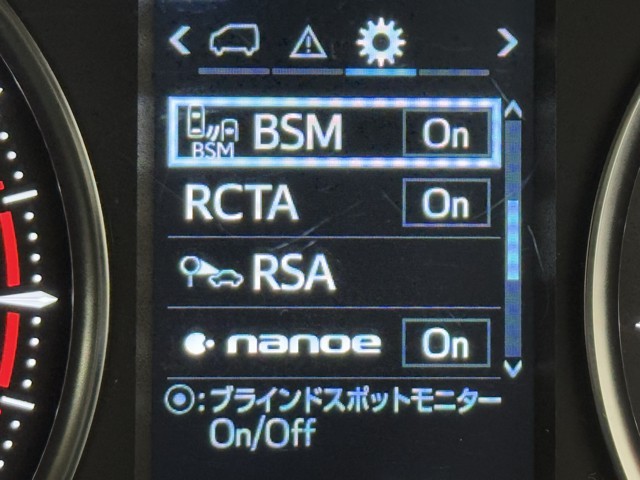 BSM BSM On
RCTA On
RSA
nanoe On
:ブラインドスポットモニター
On/Off